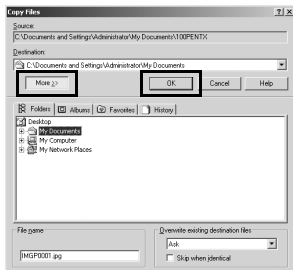 Copy Files
Source:
C:\Documents and Settings\Administrator\My Documents\100PENTX
Destination:
C:\Documents and Settings\Administrator\My Documents
More >>
OK
Cancel
Help
Folders
Albums
Favorites
History
Desktop
My Documents
My Computer
My Network Places
File name
IMGP0001.jpg
Overwrite existing destination files
Ask
Skip when identical